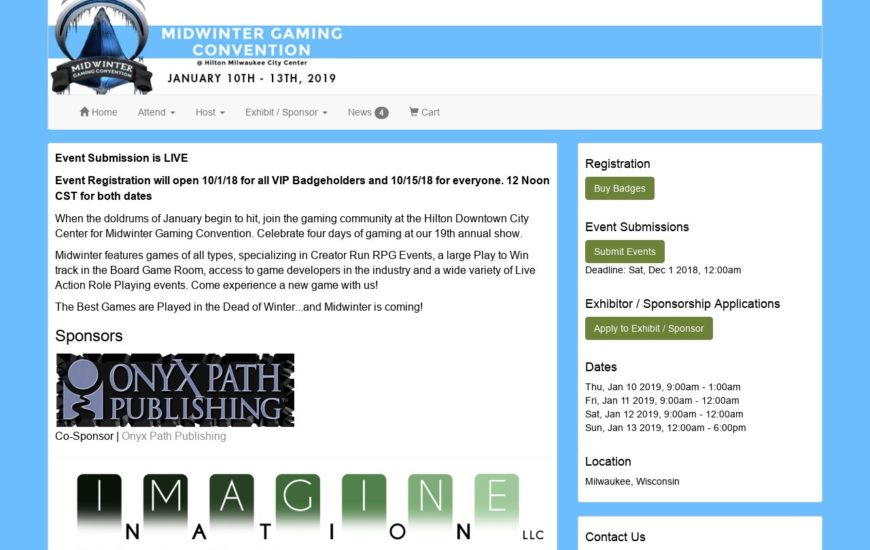 MIDWINTER
GAMING CONVENTION
MIDWINTER GAMING
CONVENTION
@ Hilton Milwaukee City Center
JANUARY 10TH - 13TH, 2019
Home Attend Host Exhibit / Sponsor News 4 Cart
Event Submission is LIVE
Event Registration will open 10/1/18 for all VIP Badgeholders and 10/15/18 for everyone. 12 Noon
CST for both dates
When the doldrums of January begin to hit, join the gaming community at the Hilton Downtown City
Center for Midwinter Gaming Convention. Celebrate four days of gaming at our 19th annual show.
Midwinter features games of all types, specializing in Creator Run RPG Events, a large Play to Win
track in the Board Game Room, access to game developers in the industry and a wide variety of Live
Action Role Playing events. Come experience a new game with us!
The Best Games are Played in the Dead of Winter...and Midwinter is coming!
Sponsors
ONYX PATH
PUBLISHING™
Co-Sponsor | Onyx Path Publishing
IMAGINE
NATION LLC
Registration
Buy Badges
Event Submissions
Submit Events
Deadline: Sat, Dec 1 2018, 12:00am
Exhibitor / Sponsorship Applications
Apply to Exhibit / Sponsor
Dates
Thu, Jan 10 2019, 9:00am - 1:00am
Fri, Jan 11 2019, 9:00am - 12:00am
Sat, Jan 12 2019, 9:00am - 12:00am
Sun, Jan 13 2019, 12:00am - 6:00pm
Location
Milwaukee, Wisconsin
Contact Us